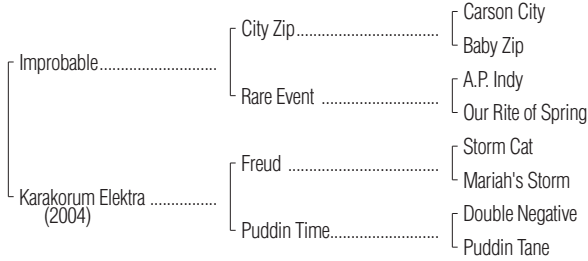 Carson City
City Zip
Baby Zip
Improbable
A.P. Indy
Rare Event
Our Rite of Spring
Storm Cat
Freud
Mariah's Storm
Karakorum Elektra
(2004)
Double Negative
Puddin Time
Puddin Tane